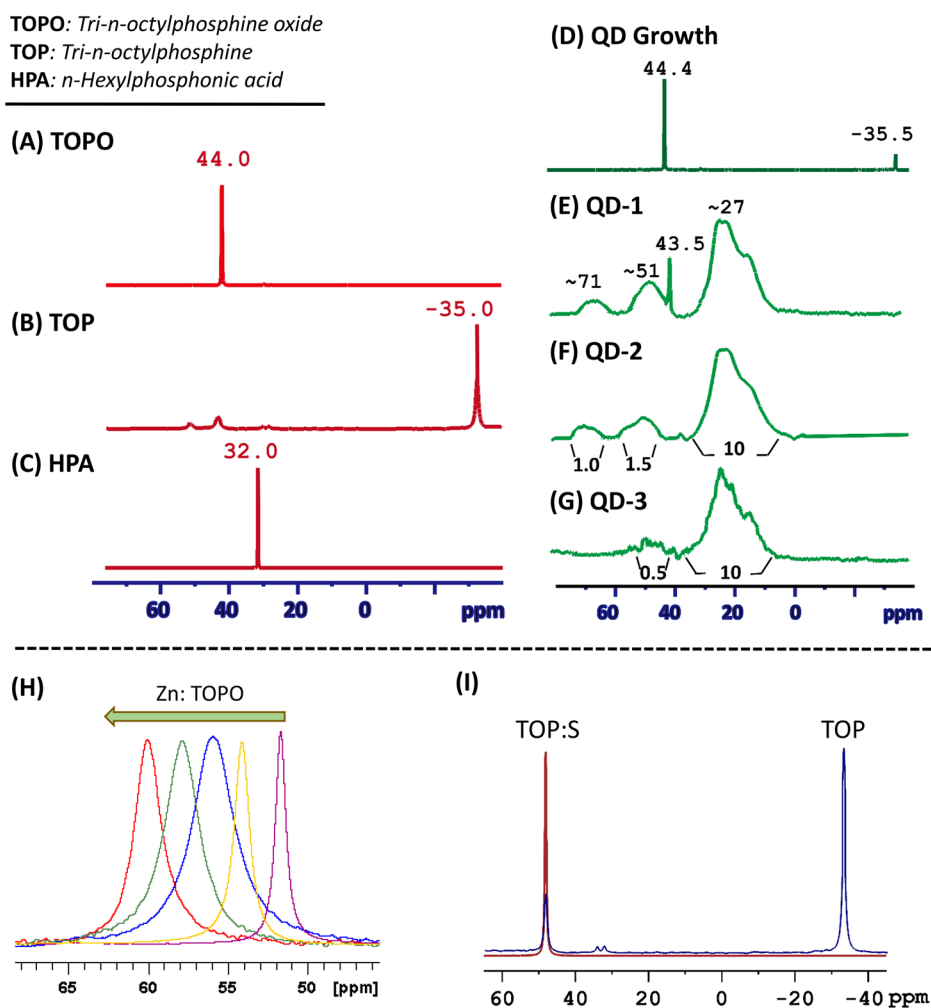 TOPO: Tri-n-octylphosphine oxide
TOP: Tri-n-octylphosphine
HPA: n-Hexylphosphonic acid
(A) TOPO
44.0
(B) TOP
-35.0
(C) HPA
32.0
60 40 20 0 ppm
(D) QD Growth
44.4
-35.5
(E) QD-1
~71
~51
43.5
~27
(F) QD-2
1.0
1.5
10
(G) QD-3
0.5
10
60 40 20 0 ppm
(H)
Zn: TOPO
65 60 55 50 [ppm]
(I)
TOP:S
TOP
60 40 20 0 -20 -40 ppm